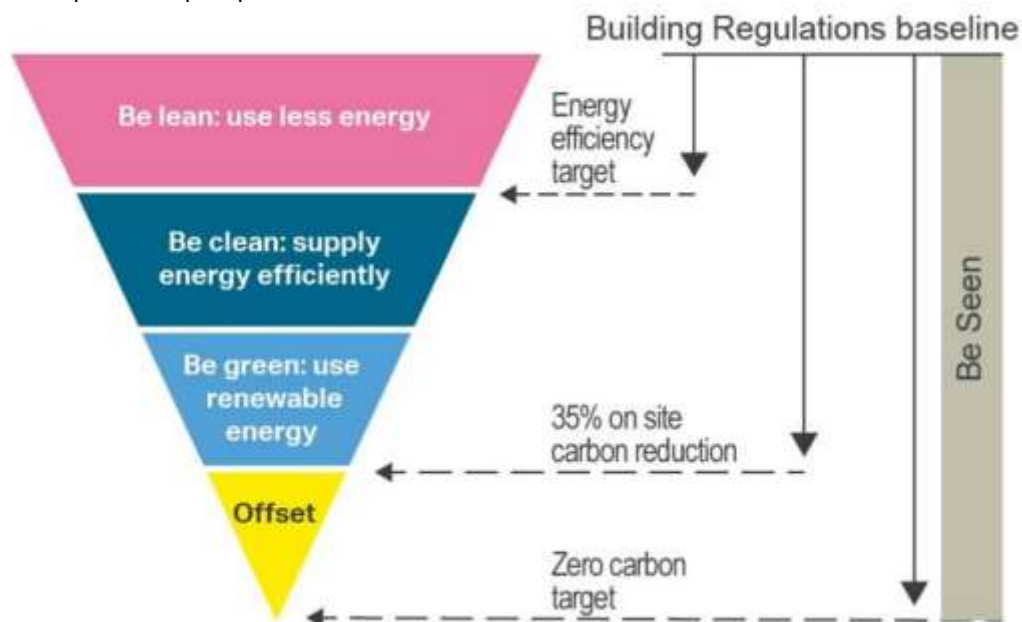 Building Regulations baseline
Be lean: use less energy
Energy
efficiency
target
Be clean: supply
energy efficiently
Be Seen
Be green: use
renewable
energy
35% on site
carbon reduction
Offset
Zero carbon
target